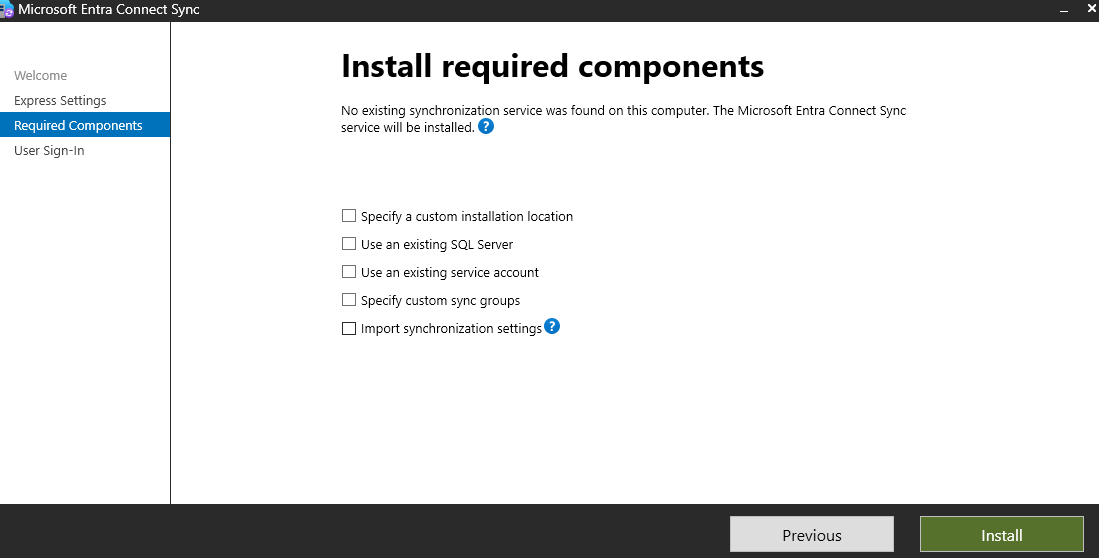 Microsoft Entra Connect Sync
Welcome
Express Settings
Required Components
User Sign-In
Install required components
No existing synchronization service was found on this computer. The Microsoft Entra Connect Sync
service will be installed. ?
Specify a custom installation location
Use an existing SQL Server
Use an existing service account
Specify custom sync groups
Import synchronization settings ?
Previous
Install